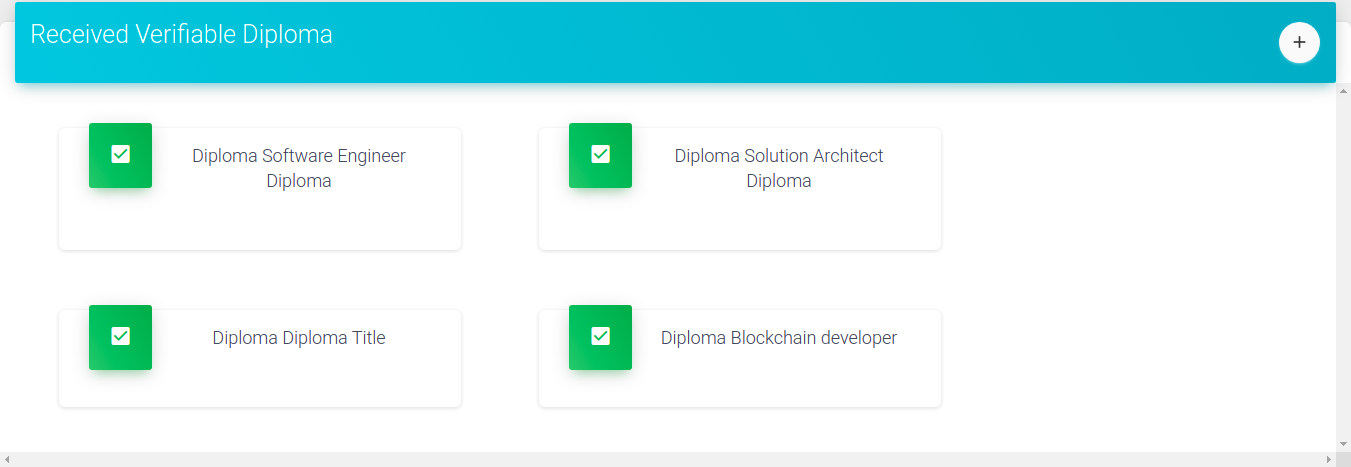 Received Verifiable Diploma
+
Diploma Software Engineer
Diploma
Diploma Solution Architect
Diploma
Diploma Diploma Title
Diploma Blockchain developer